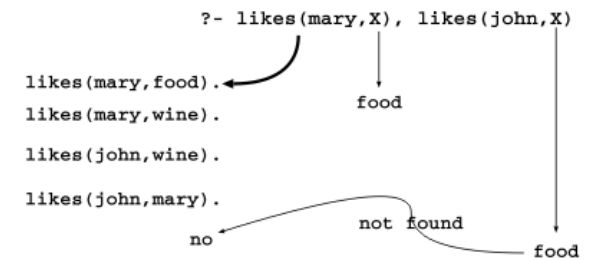 ?- likes(mary,X), likes(john,X)
likes(mary,food).
food
likes(mary,wine).
likes(john,wine).
likes(john,mary).
not found
no
food